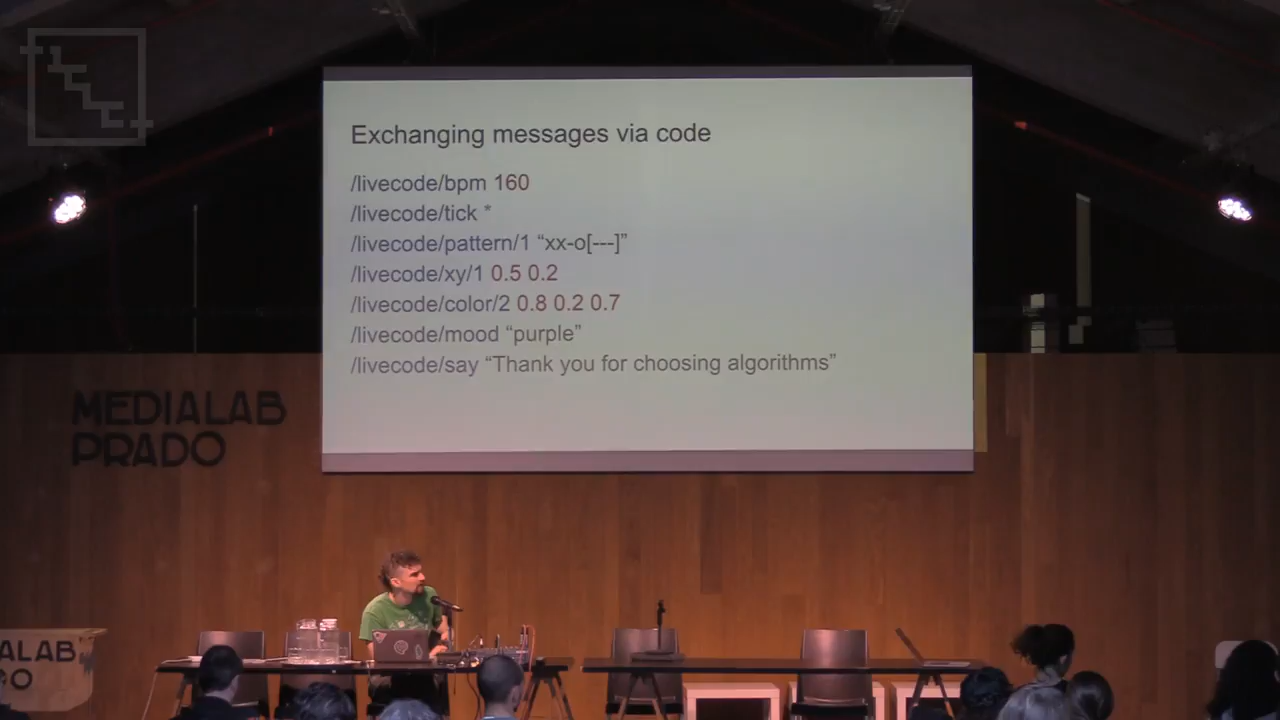 Exchanging messages via code
/livecode/bpm 160
/livecode/tick *
/livecode/pattern/1 “xx-o[---]”
/livecode/xy/1 0.5 0.2
/livecode/color/2 0.8 0.2 0.7
/livecode/mood “purple”
/livecode/say “Thank you for choosing algorithms”
MEDIALAB
PRADO
ALAB
DO